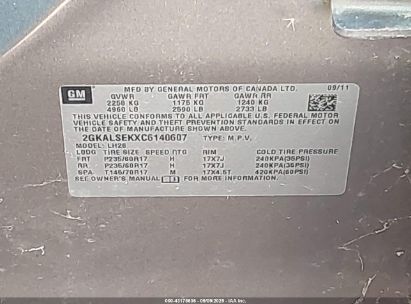 GM
MFD BY GENERAL MOTORS OF CANADA LTD.
GVWR GAWR FRT GAWR RR 09/11
2250 KG 1175 KG 1240 KG
4960 LB 2590 LB 2733 LB
THIS VEHICLE CONFORMS TO ALL APPLICABLE U.S. FEDERAL MOTOR
VEHICLE SAFETY AND THEFT PREVENTION STANDARDS IN EFFECT ON
THE DATE OF MANUFACTURE SHOWN ABOVE.
2GKALSEKXC6140607 TYPE: M.P.V.
MODEL: LH26
LDBD TIRE SIZE SPEED RTG RIM COLD TIRE PRESSURE
FRT P235/60R17 H 17X7J 240KPA(35PSI)
RR P235/60R17 H 17X7J 240KPA(35PSI)
SPA T145/70R17 M 17X4.5T 420KPA(60PSI)
SEE OWNER'S MANUAL FOR MORE INFORMATION.